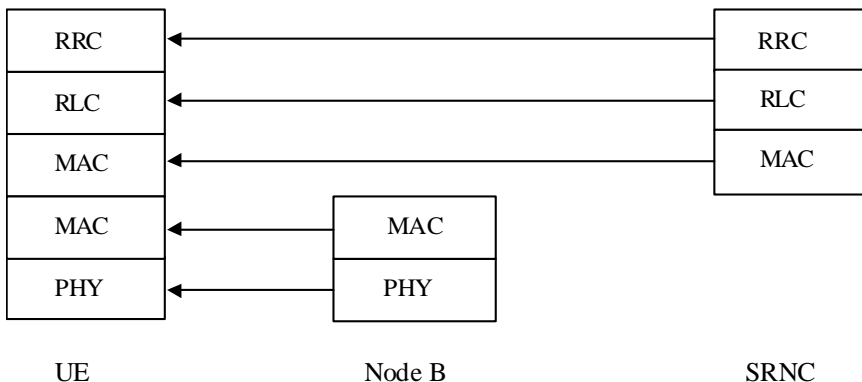 RRC RRC
RLC RLC
MAC MAC
MAC MAC
PHY PHY
UE Node B SRNC